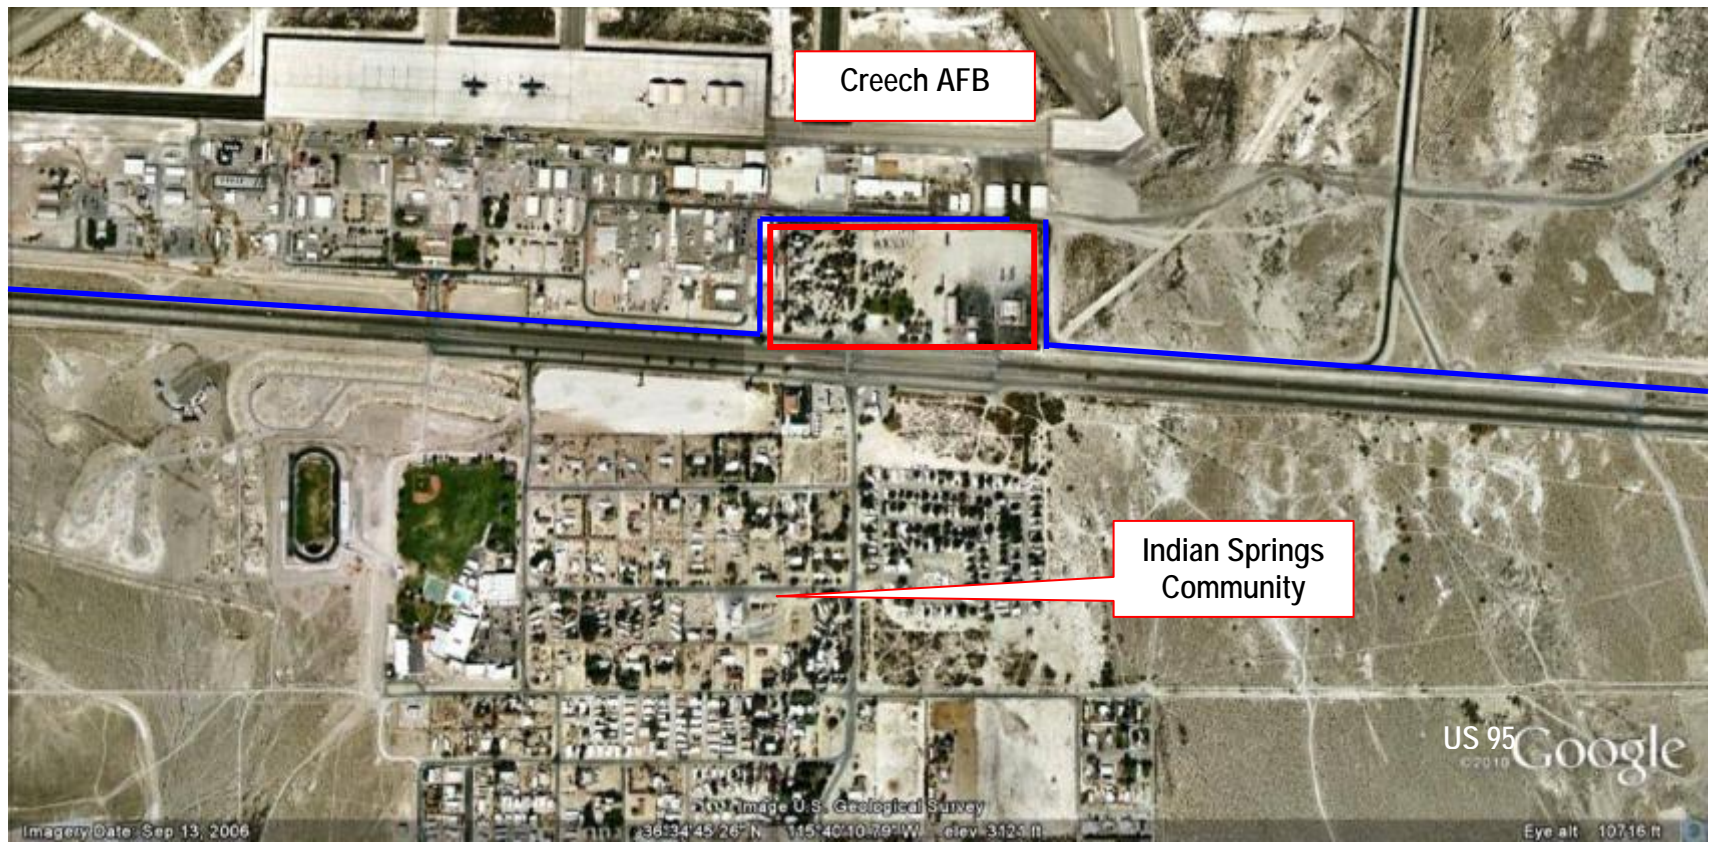 Creech AFB
Indian Springs
Community
US 95
Google
©2010
Image U.S. Geological Survey
Imagery Date: Sep 13, 2006
36°34'45.26" N 115°40'10.79" W elev 3121 ft
Eye alt 10716 ft